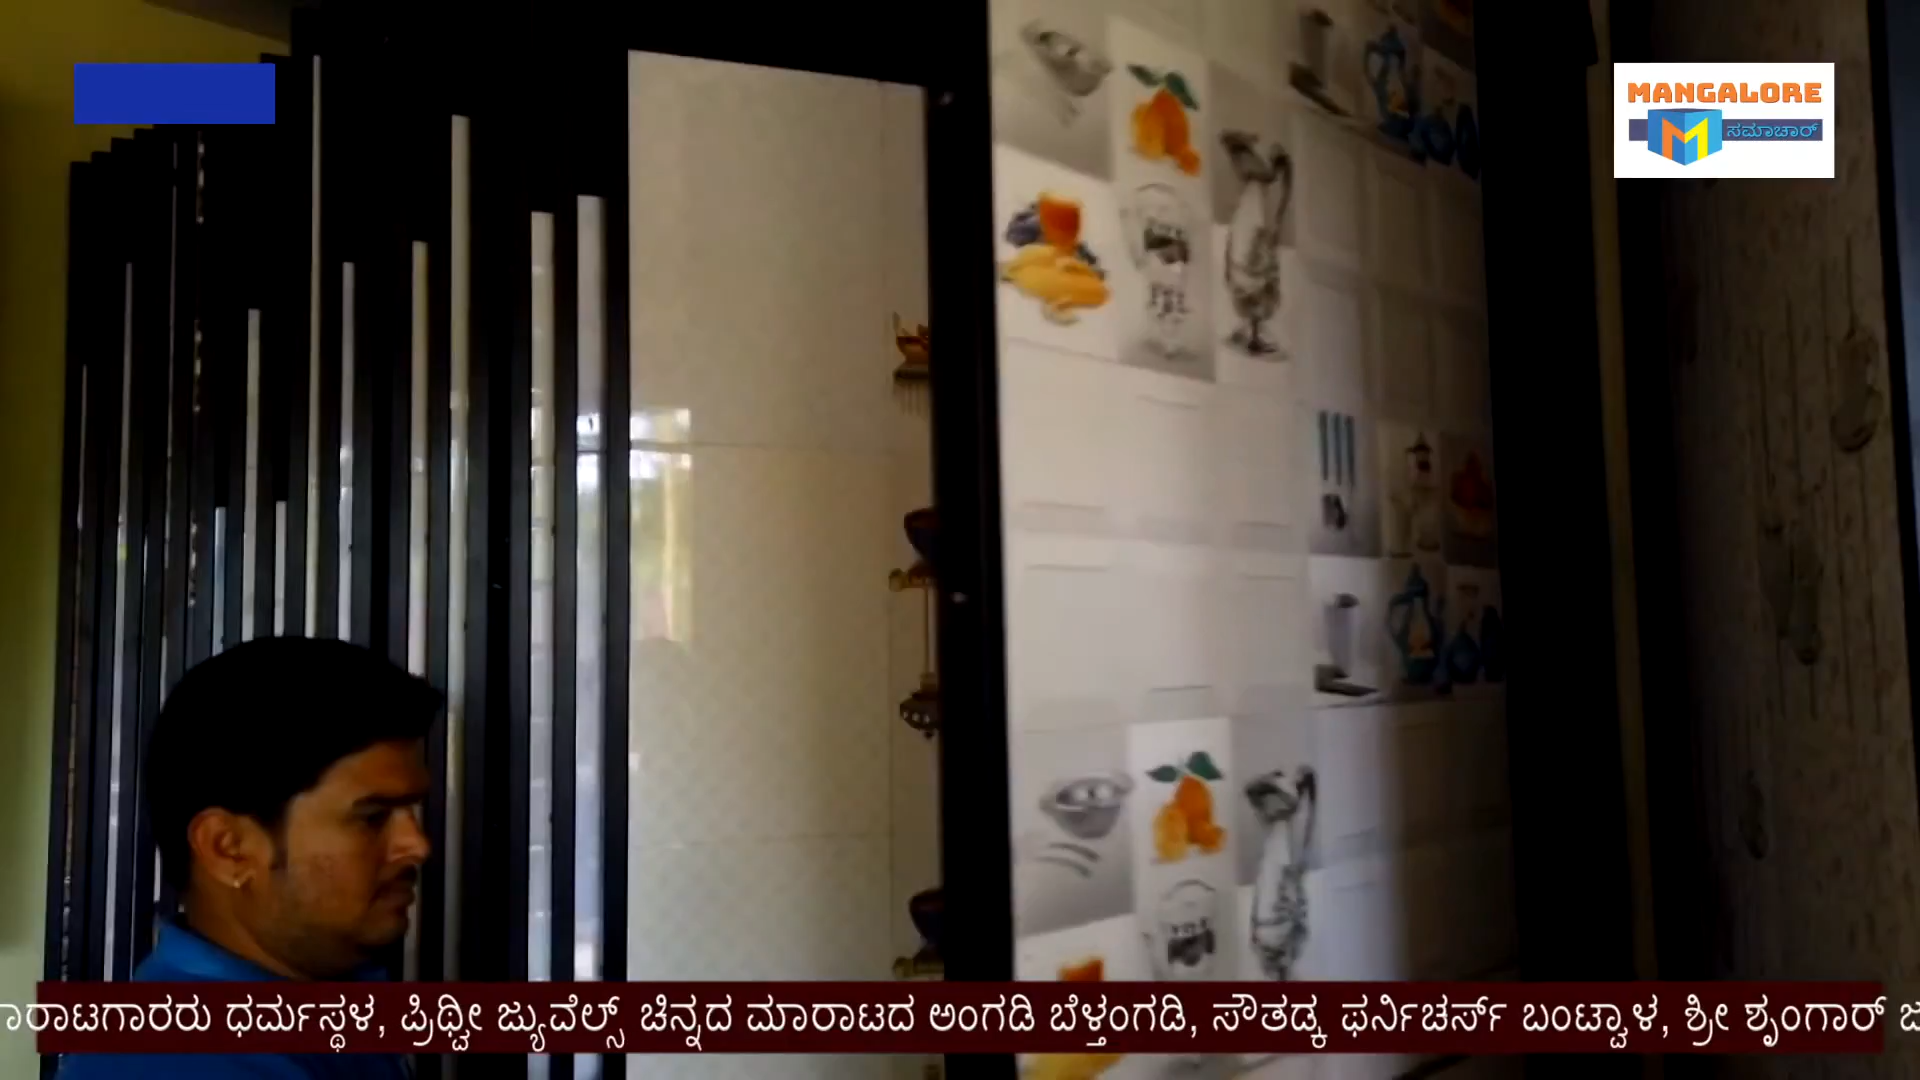 MANGALORE
ಸಮಾಚಾರ್
ಾರಾಟಗಾರರು ಧರ್ಮಸ್ಥಳ, ಪ್ರಿಥ್ವೀ ಜ್ಯುವೆಲ್ಸ್ ಚಿನ್ನದ ಮಾರಾಟದ ಅಂಗಡಿ ಬೆಳ್ತಂಗಡಿ, ಸೌತಡ್ಕ ಫರ್ನಿಚರ್ಸ್ ಬಂಟ್ವಾಳ, ಶ್ರೀ ಶೃಂಗಾರ್